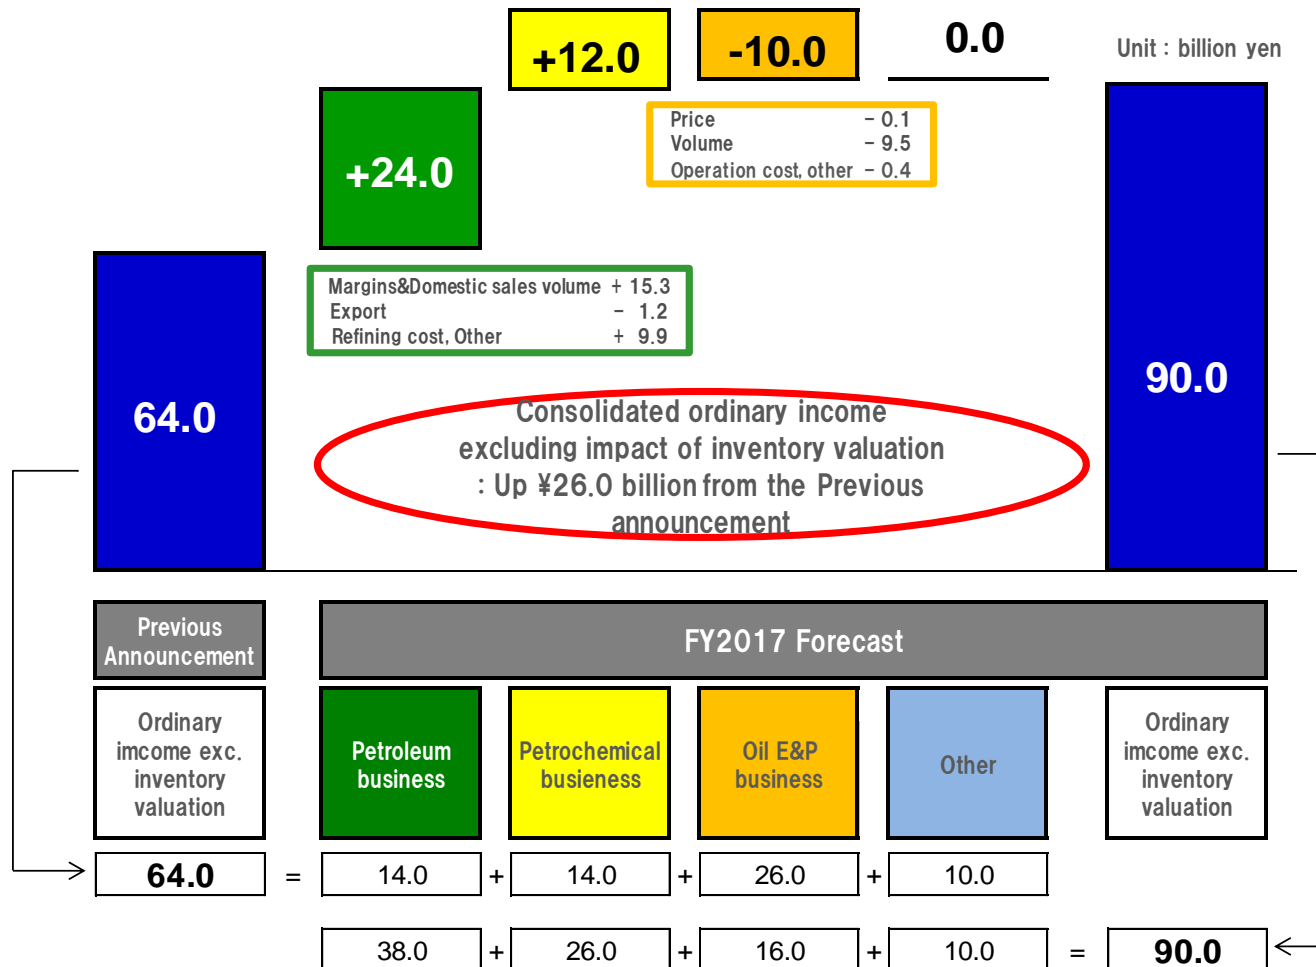 +12.0
-10.0
0.0
Unit : billion yen
+24.0
Price - 0.1
Volume - 9.5
Operation cost, other - 0.4
Margins&Domestic sales volume + 15.3
Export - 1.2
Refining cost, Other + 9.9
64.0
90.0
Consolidated ordinary income
excluding impact of inventory valuation
: Up ¥26.0 billion from the Previous
announcement
Previous
Announcement
FY2017 Forecast
Ordinary
imcome exc.
inventory
valuation
Petroleum
business
Petrochemical
busieness
Oil E&P
business
Other
Ordinary
imcome exc.
inventory
valuation
64.0 = 14.0 + 14.0 + 26.0 + 10.0
38.0 + 26.0 + 16.0 + 10.0 = 90.0